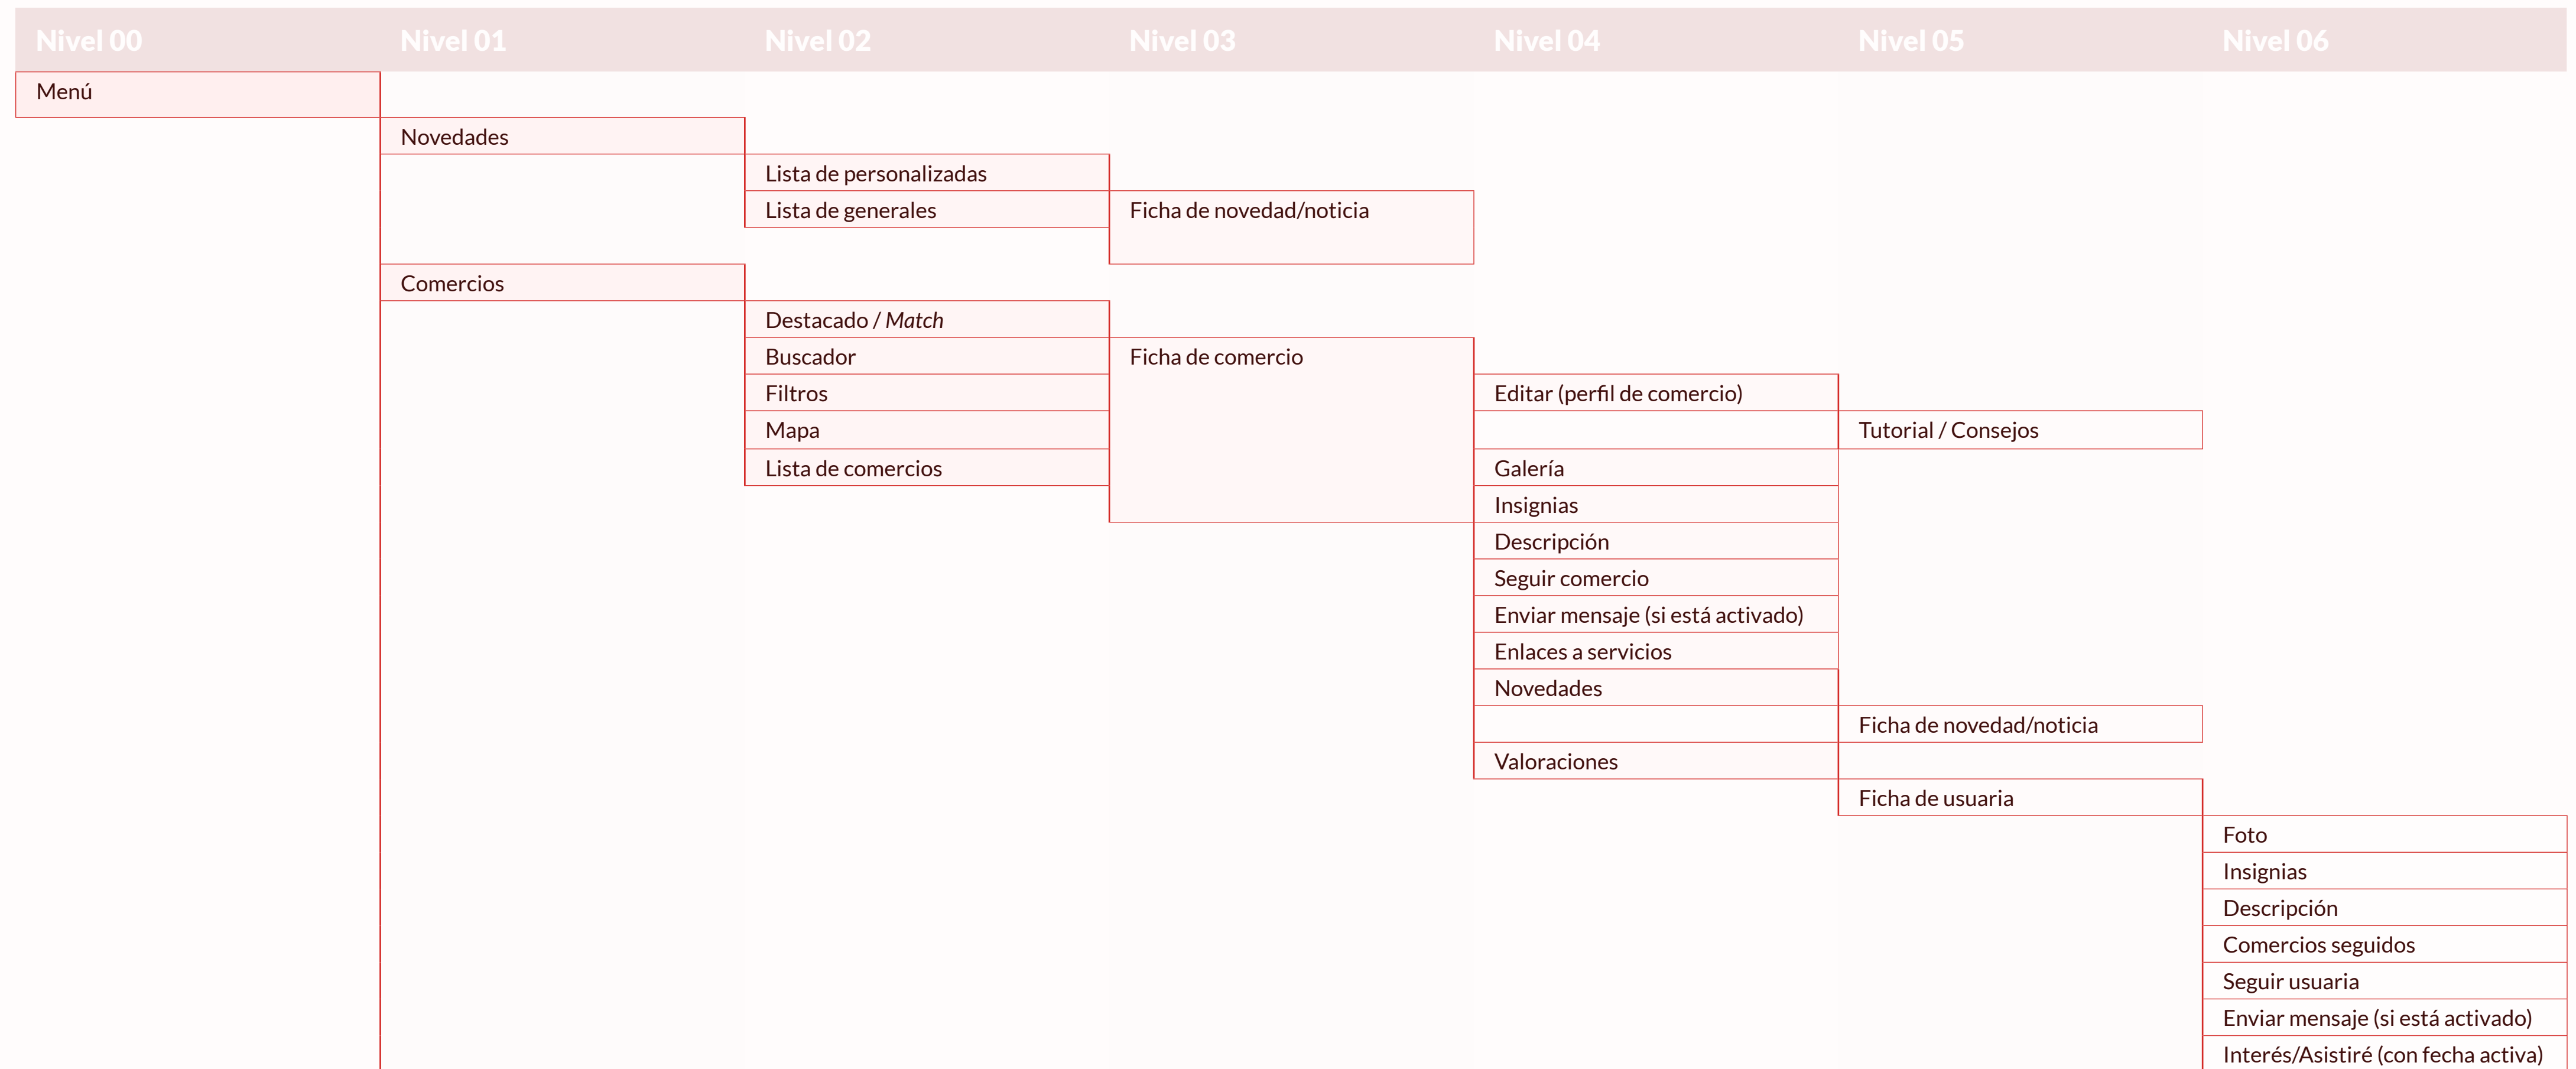 Nivel 00 Nivel 01 Nivel 02 Nivel 03 Nivel 04 Nivel 05 Nivel 06
Menú
Novedades
Lista de personalizadas
Lista de generales Ficha de novedad/noticia
Comercios
Destacado / Match
Buscador Ficha de comercio
Filtros Editar (perfil de comercio)
Mapa Tutorial / Consejos
Lista de comercios Galería
Insignias
Descripción
Seguir comercio
Enviar mensaje (si está activado)
Enlaces a servicios
Novedades
Ficha de novedad/noticia
Valoraciones
Ficha de usuaria
Foto
Insignias
Descripción
Comercios seguidos
Seguir usuaria
Enviar mensaje (si está activado)
Interés/Asistiré (con fecha activa)